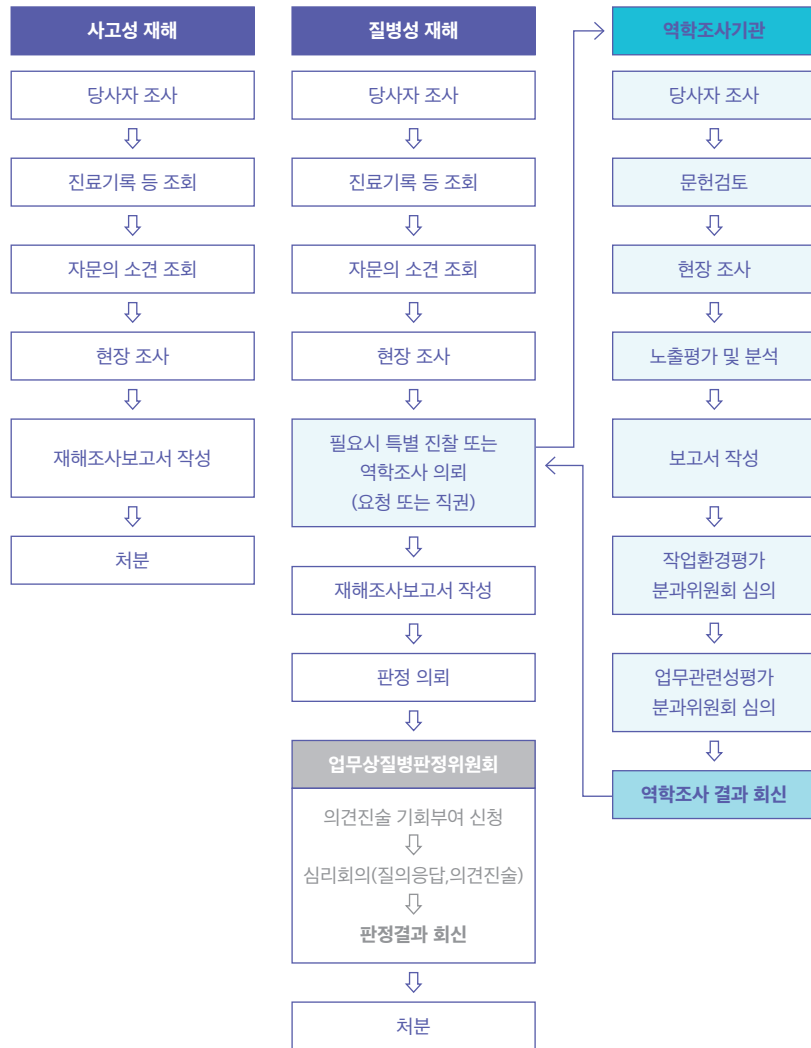 사고성 재해
당사자 조사
진료기록 등 조회
자문의 소견 조회
현장 조사
재해조사보고서 작성
처분
질병성 재해
당사자 조사
진료기록 등 조회
자문의 소견 조회
현장 조사
필요시 특별 진찰 또는
역학조사 의뢰
(요청 또는 직권)
재해조사보고서 작성
판정 의뢰
업무상질병판정위원회
의견진술 기회부여 신청
심리회의(질의응답,의견진술)
판정결과 회신
처분
역학조사기관
당사자 조사
문헌검토
현장 조사
노출평가 및 분석
보고서 작성
작업환경평가
분과위원회 심의
업무관련성평가
분과위원회 심의
역학조사 결과 회신